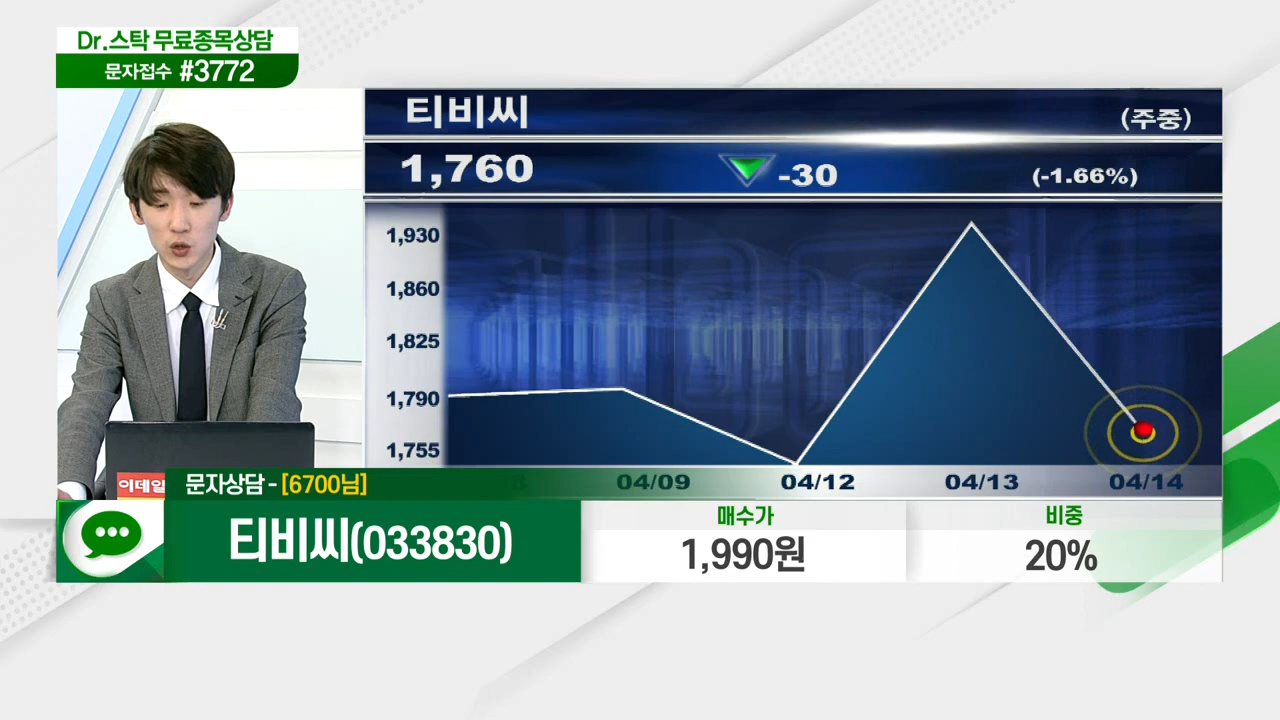 Dr.스탁 무료종목상담
문자접수 #3772
티비씨
(주중)
1,760
-30
(-1.66%)
1,930
1,860
1,825
1,790
1,755
04/09
04/12
04/13
04/14
이데일
문자상담 - [6700님]
티비씨(033830)
매수가
1,990원
비중
20%